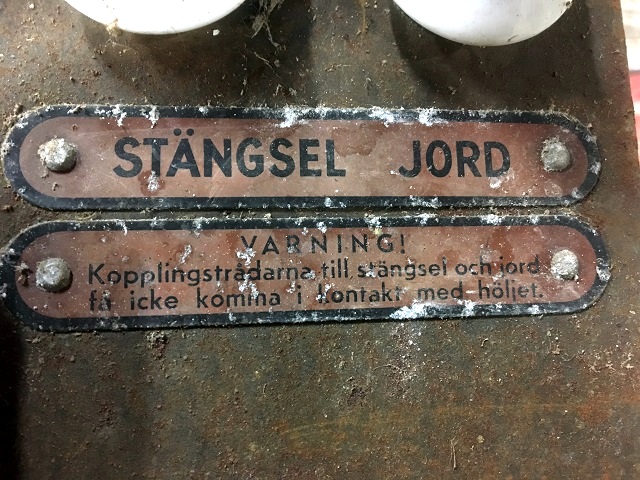 STÄNGSEL JORD
VARNING!
Kopplingstrådarna till stängsel och jord
få icke komma i kontakt med höljet.